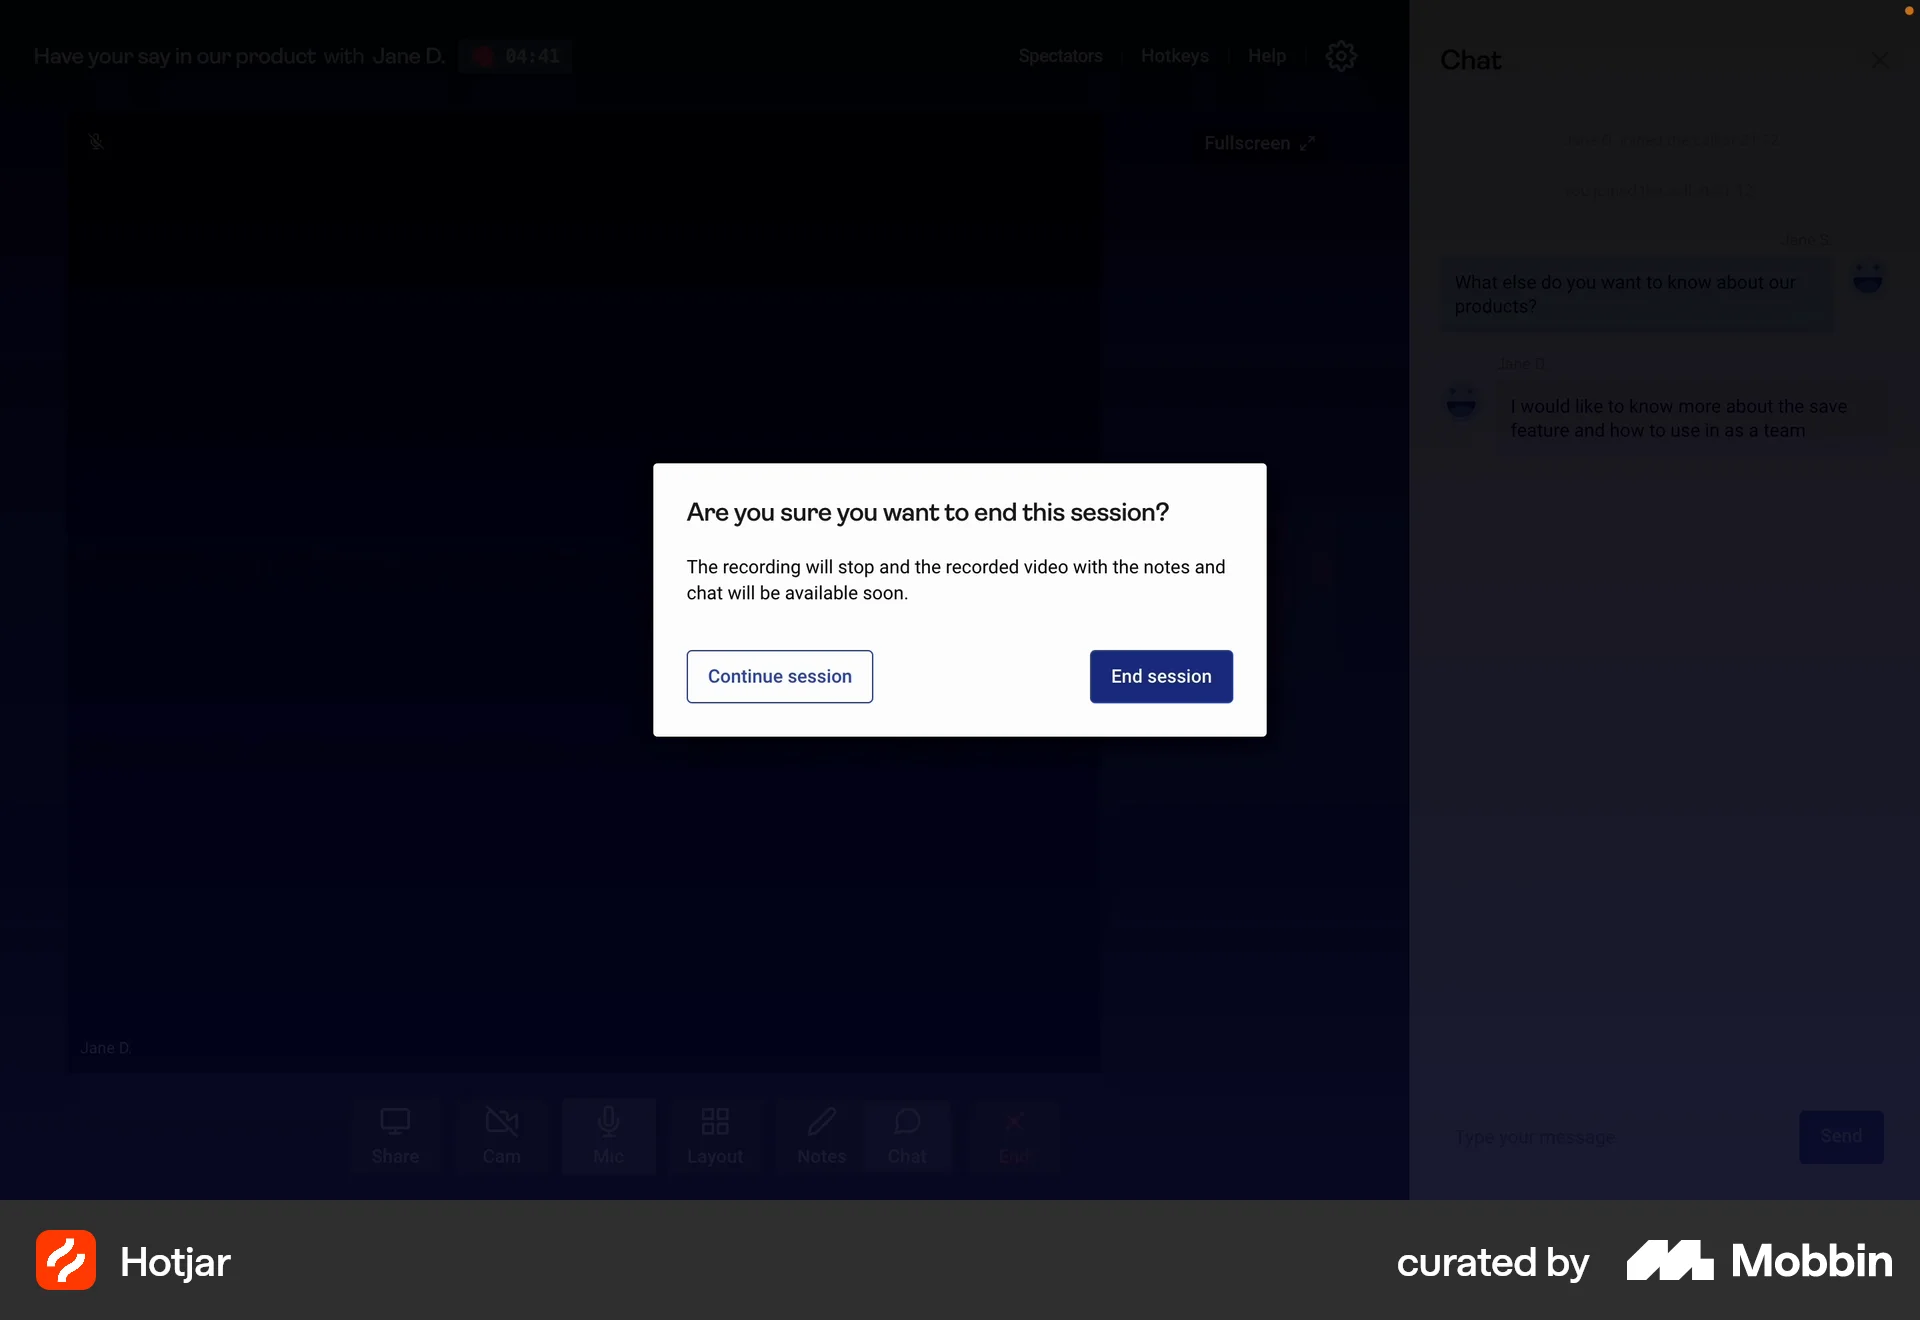 Have your say in our product with Jane D.
04:41
Spectators
Hotkeys
Help
Chat
Fullscreen
Jane S.
What else do you want to know about our
products?
Jane D.
I would like to know more about the save
feature and how to use in as a team
Are you sure you want to end this session?
The recording will stop and the recorded video with the notes and
chat will be available soon.
Continue session
End session
Jane D.
Share
Cam
Mic
Layout
Notes
Chat
End
Type your message
Send
Hotjar
curated by
Mobbin